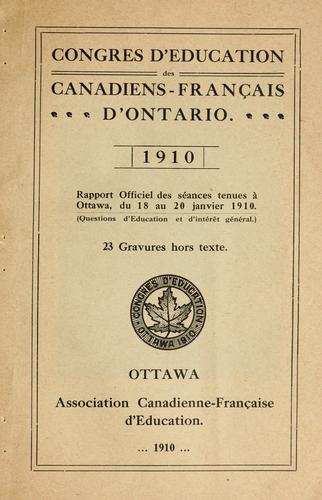 CONGRES D'EDUCATION
des
CANADIENS-FRANÇAIS
D'ONTARIO.
1910
Rapport Officiel des séances tenues à
Ottawa, du 18 au 20 janvier 1910.
(Questions d'Education et d'intérêt général.)
23 Gravures hors texte.
CONGRES D'EDUCATION
OTTAWA 1910.
OTTAWA
Association Canadienne-Française
d'Education.
... 1910 ...